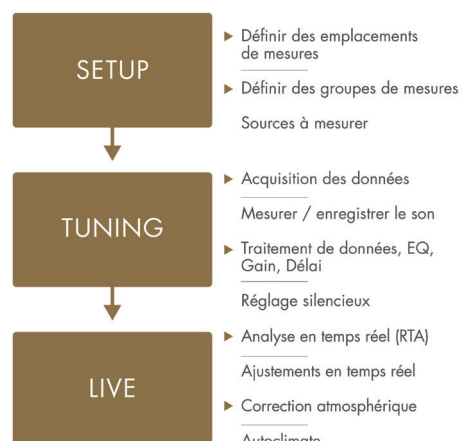 SETUP
Définir des emplacements
de mesures
Définir des groupes de mesures
Sources à mesurer
TUNING
Acquisition des données
Mesurer / enregistrer le son
Traitement de données, EQ,
Gain, Délai
Réglage silencieux
LIVE
Analyse en temps réel (RTA)
Ajustements en temps réel
Correction atmosphérique
Autoclimate